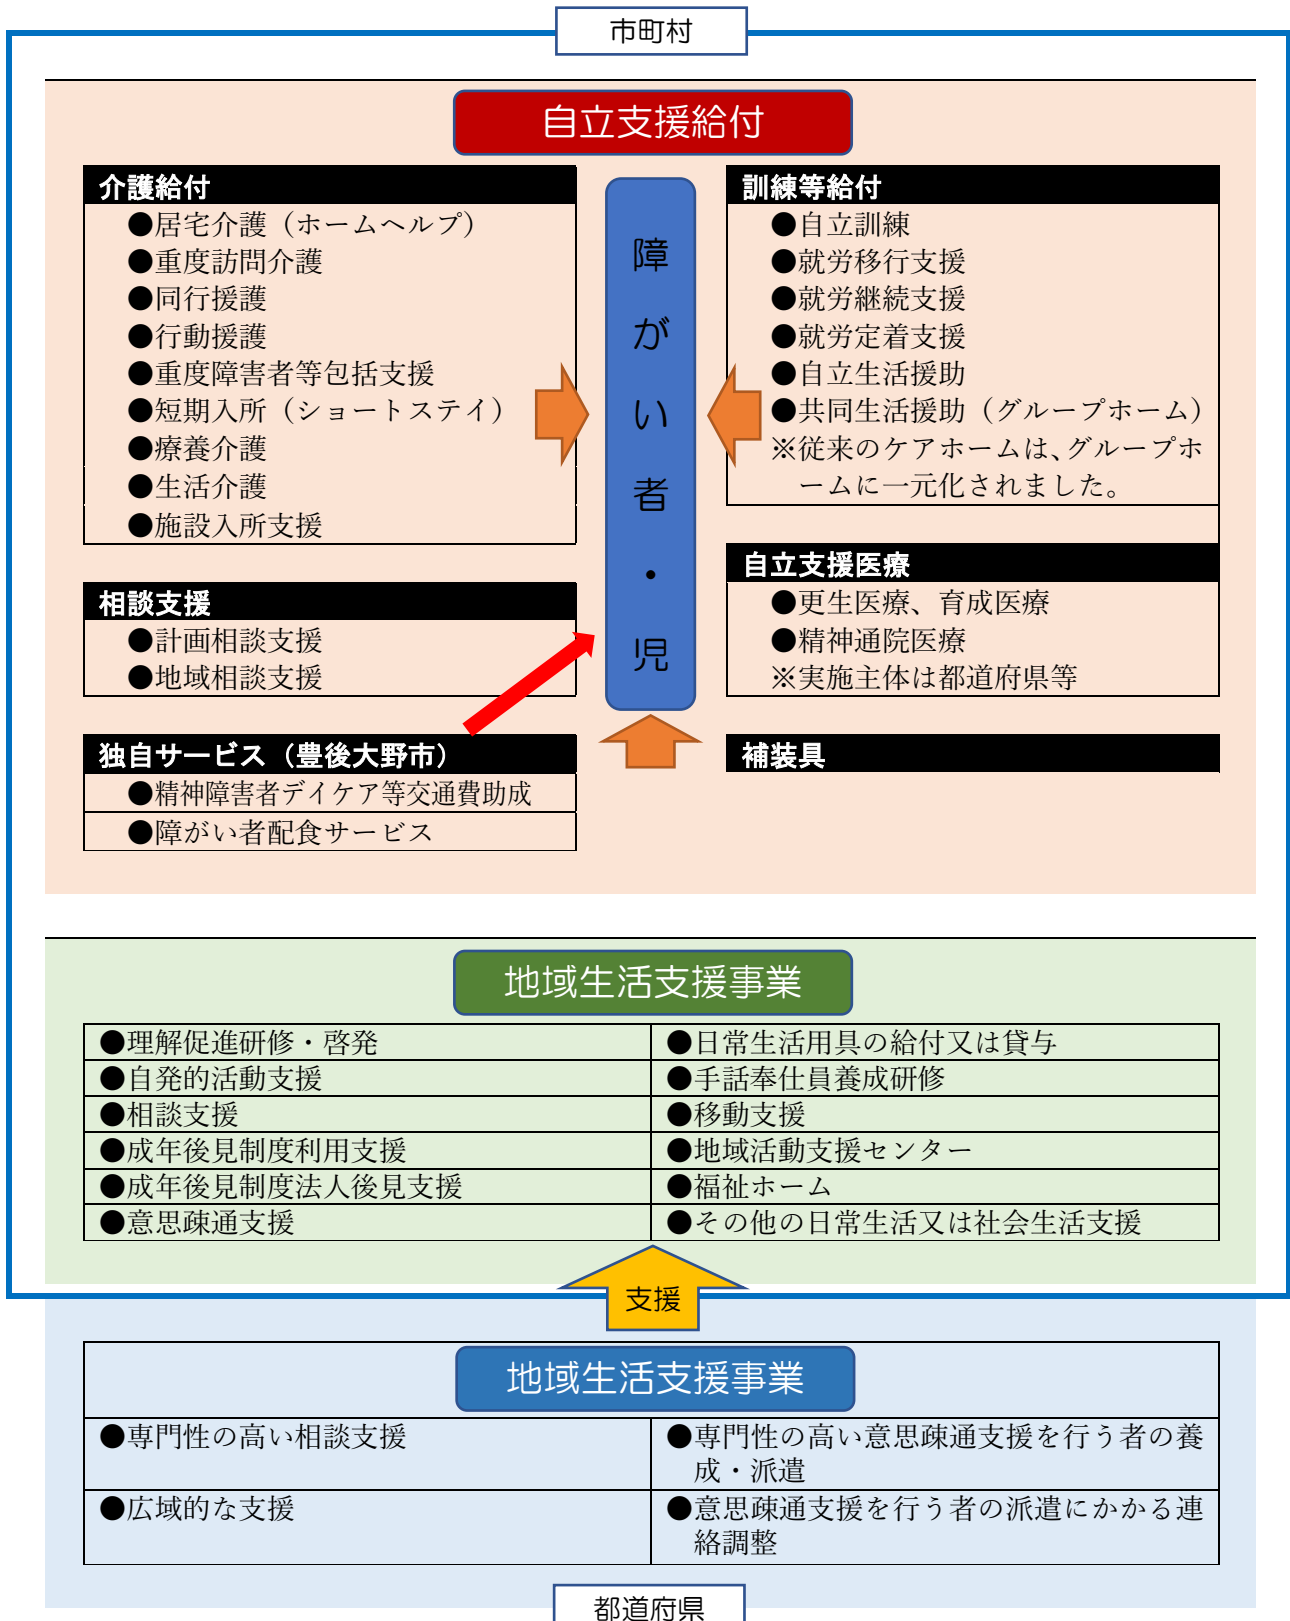 市町村
自立支援給付
介護給付
●居宅介護（ホームヘルプ）
●重度訪問介護
●同行援護
●行動援護
●重度障害者等包括支援
●短期入所（ショートステイ）
●療養介護
●生活介護
●施設入所支援
相談支援
●計画相談支援
●地域相談支援
独自サービス（豊後大野市）
●精神障害者デイケア等交通費助成
●障がい者配食サービス
障がい者・児
訓練等給付
●自立訓練
●就労移行支援
●就労継続支援
●就労定着支援
●自立生活援助
●共同生活援助（グループホーム）
※従来のケアホームは、グループホ
ームに一元化されました。
自立支援医療
●更生医療、育成医療
●精神通院医療
※実施主体は都道府県等
補装具
地域生活支援事業
●理解促進研修・啓発
●日常生活用具の給付又は貸与
●自発的活動支援
●手話奉仕員養成研修
●相談支援
●移動支援
●成年後見制度利用支援
●地域活動支援センター
●成年後見制度法人後見支援
●福祉ホーム
●意思疎通支援
●その他の日常生活又は社会生活支援
支援
地域生活支援事業
●専門性の高い相談支援
●専門性の高い意思疎通支援を行う者の養
成・派遣
●広域的な支援
●意思疎通支援を行う者の派遣にかかる連
絡調整
都道府県